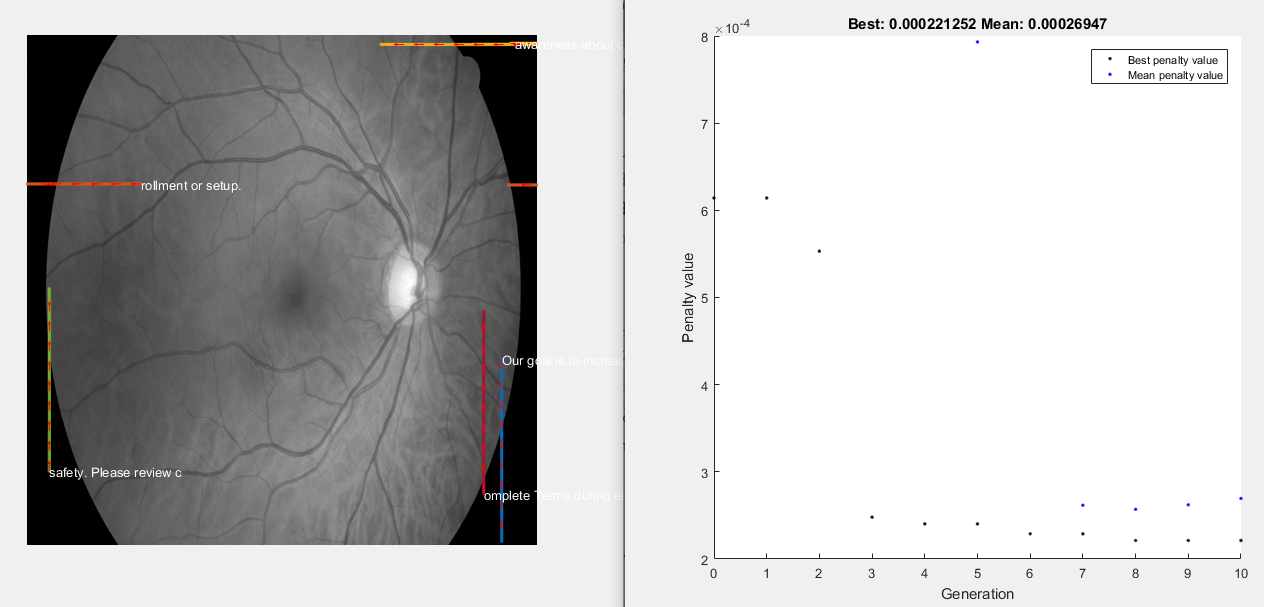 awareness about
rollment or setup.
Our goal is to increa
safety. Please review c
omplete Terms during e
Best: 0.000221252 Mean: 0.00026947
×10-4
Best penalty value
Mean penalty value
Penalty value
8
7
6
5
4
3
2
0 1 2 3 4 5 6 7 8 9 10
Generation